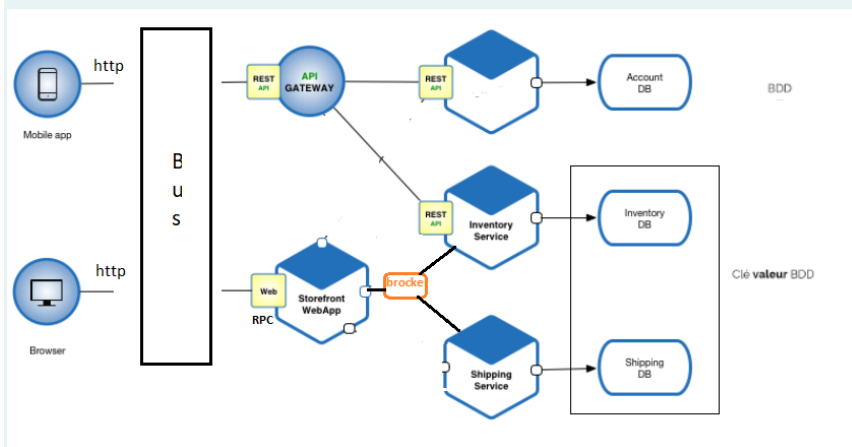 http
Mobile app
B
u
s
REST
API
API
GATEWAY
REST
API
Account
DB
BDD
REST
API
Inventory
Service
Inventory
DB
http
Browser
Web
RPC
Storefront
WebApp
brocke
Clé valeur BDD
Shipping
Service
Shipping
DB